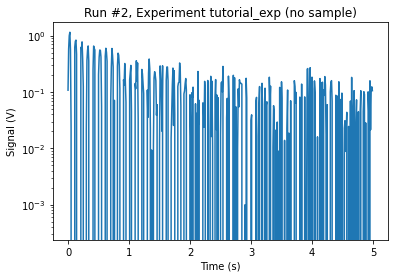 Run #2, Experiment tutorial_exp (no sample)
Signal (V)
10⁰
10⁻¹
10⁻²
10⁻³
0 1 2 3 4 5
Time (s)